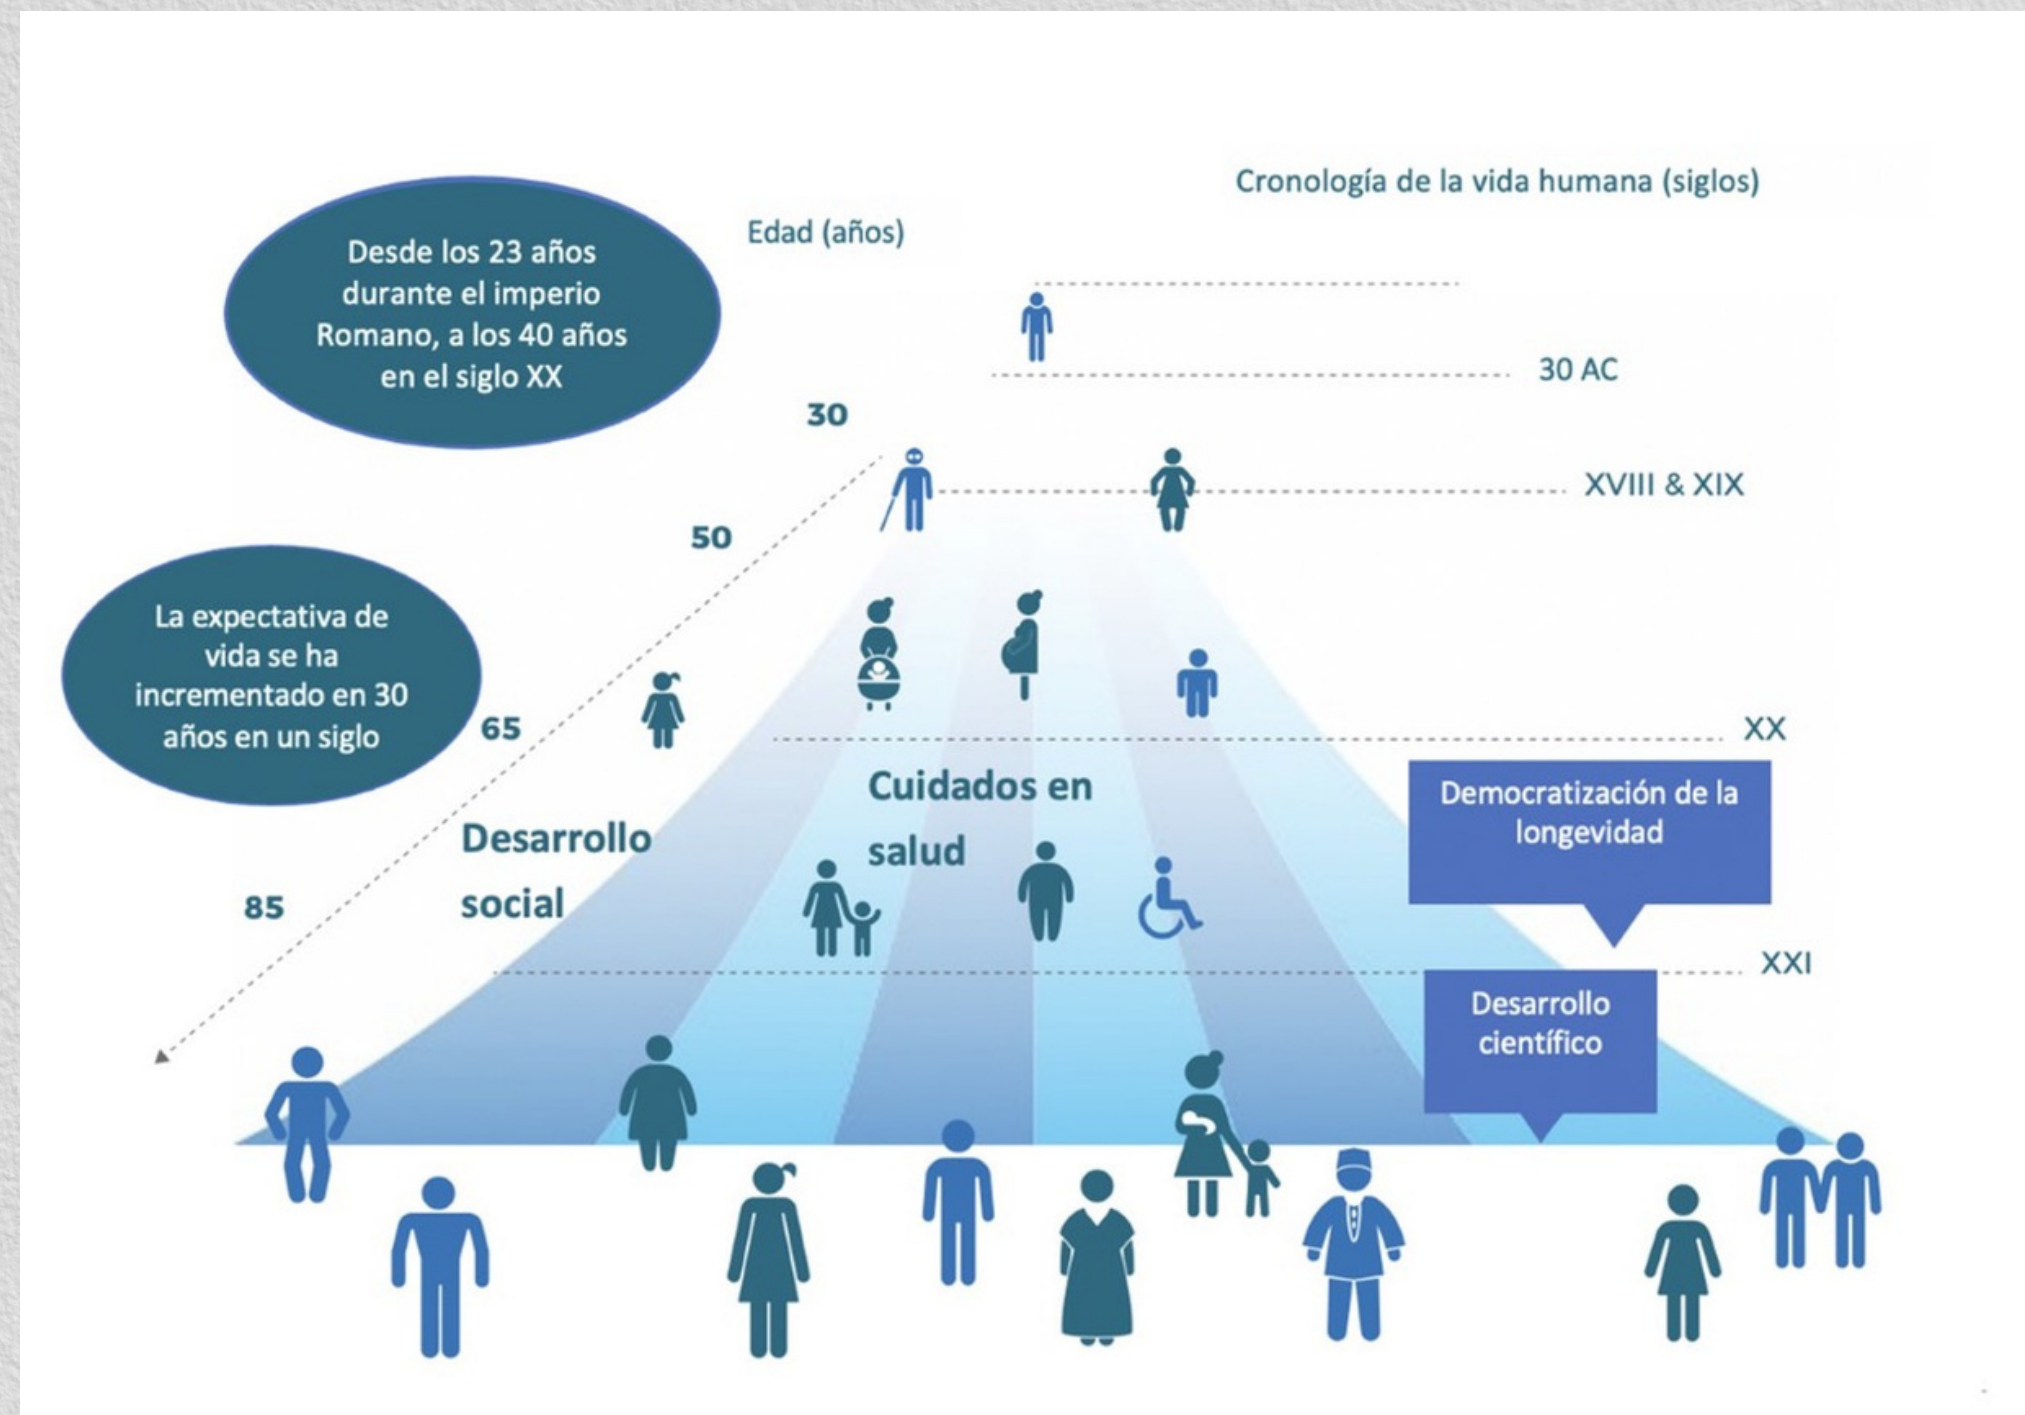 Cronología de la vida humana (siglos)
Edad (años)
Desde los 23 años
durante el imperio
Romano, a los 40 años
en el siglo XX
30 AC
30
XVIII & XIX
50
La expectativa de
vida se ha
incrementado en 30
años en un siglo
65
XX
Cuidados en
salud
Democratización de la
longevidad
Desarrollo
social
85
XXI
Desarrollo
científico